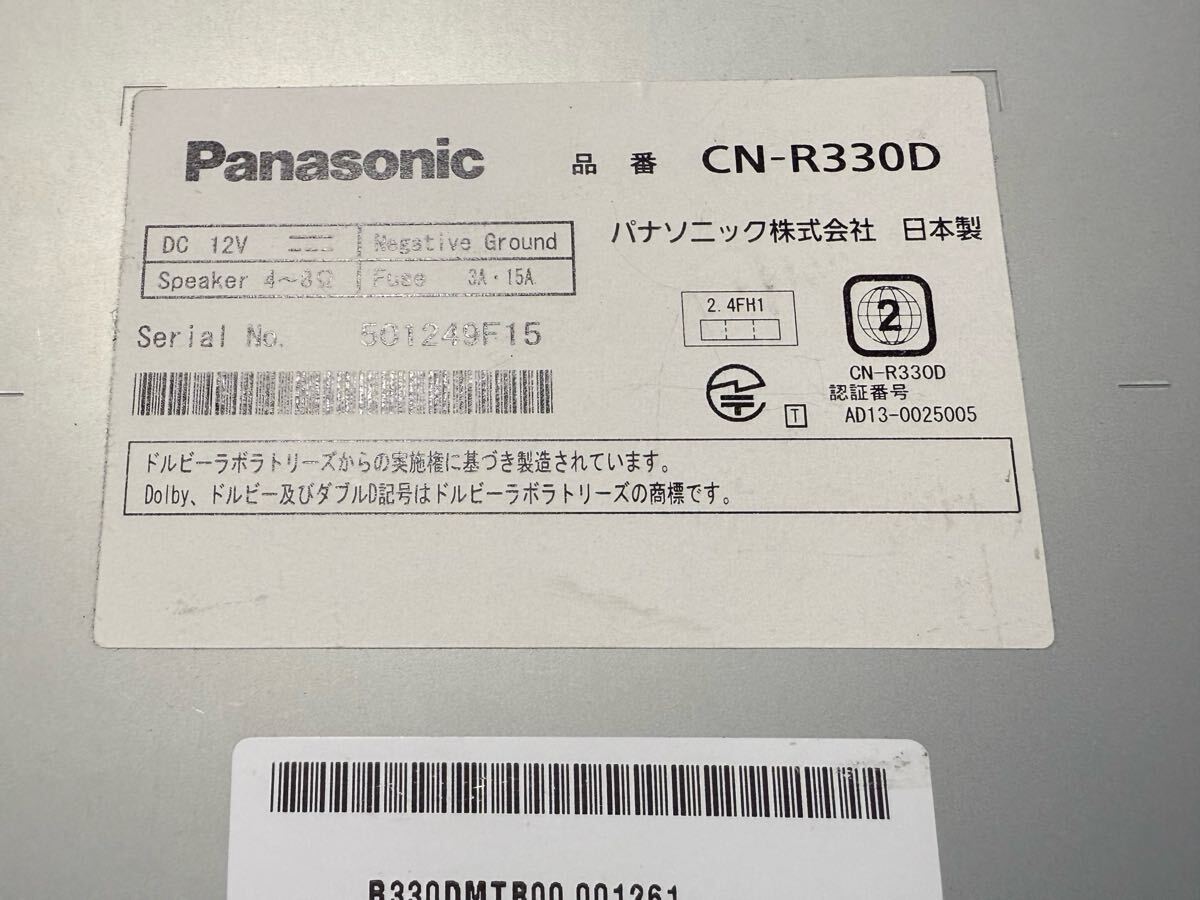 Panasonic 品番 CN-R330D
DC 12V Negative Ground
パナソニック株式会社 日本製
Speaker 4～8Ω Fuse 3A・15A
2.4FH1
2
Serial No. 501249F15
CN-R330D
認証番号
T AD13-0025005
ドルビーラボラトリーズからの実施権に基づき製造されています。
Dolby、ドルビー及びダブルD記号はドルビーラボラトリーズの商標です。
R330DMTB00 001261